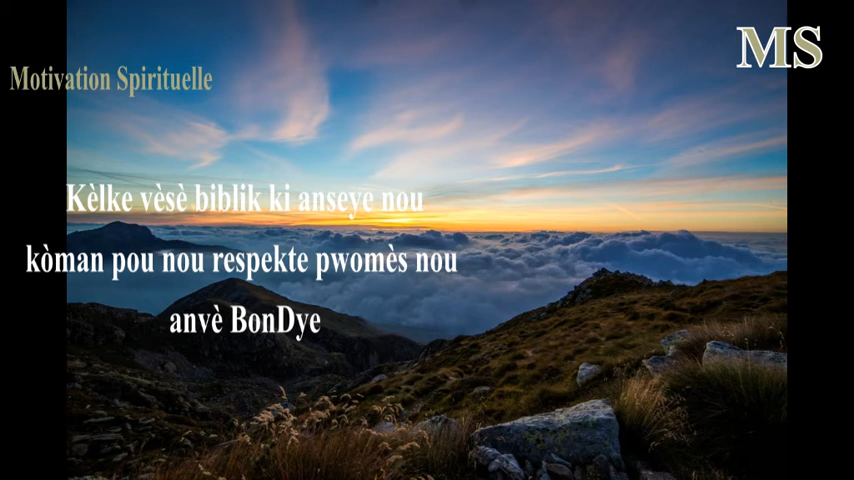 MS
Motivation Spirituelle
Kèlke vèsè biblik ki anseye nou
kòman pou nou respekte pwomès nou
anvè BonDye